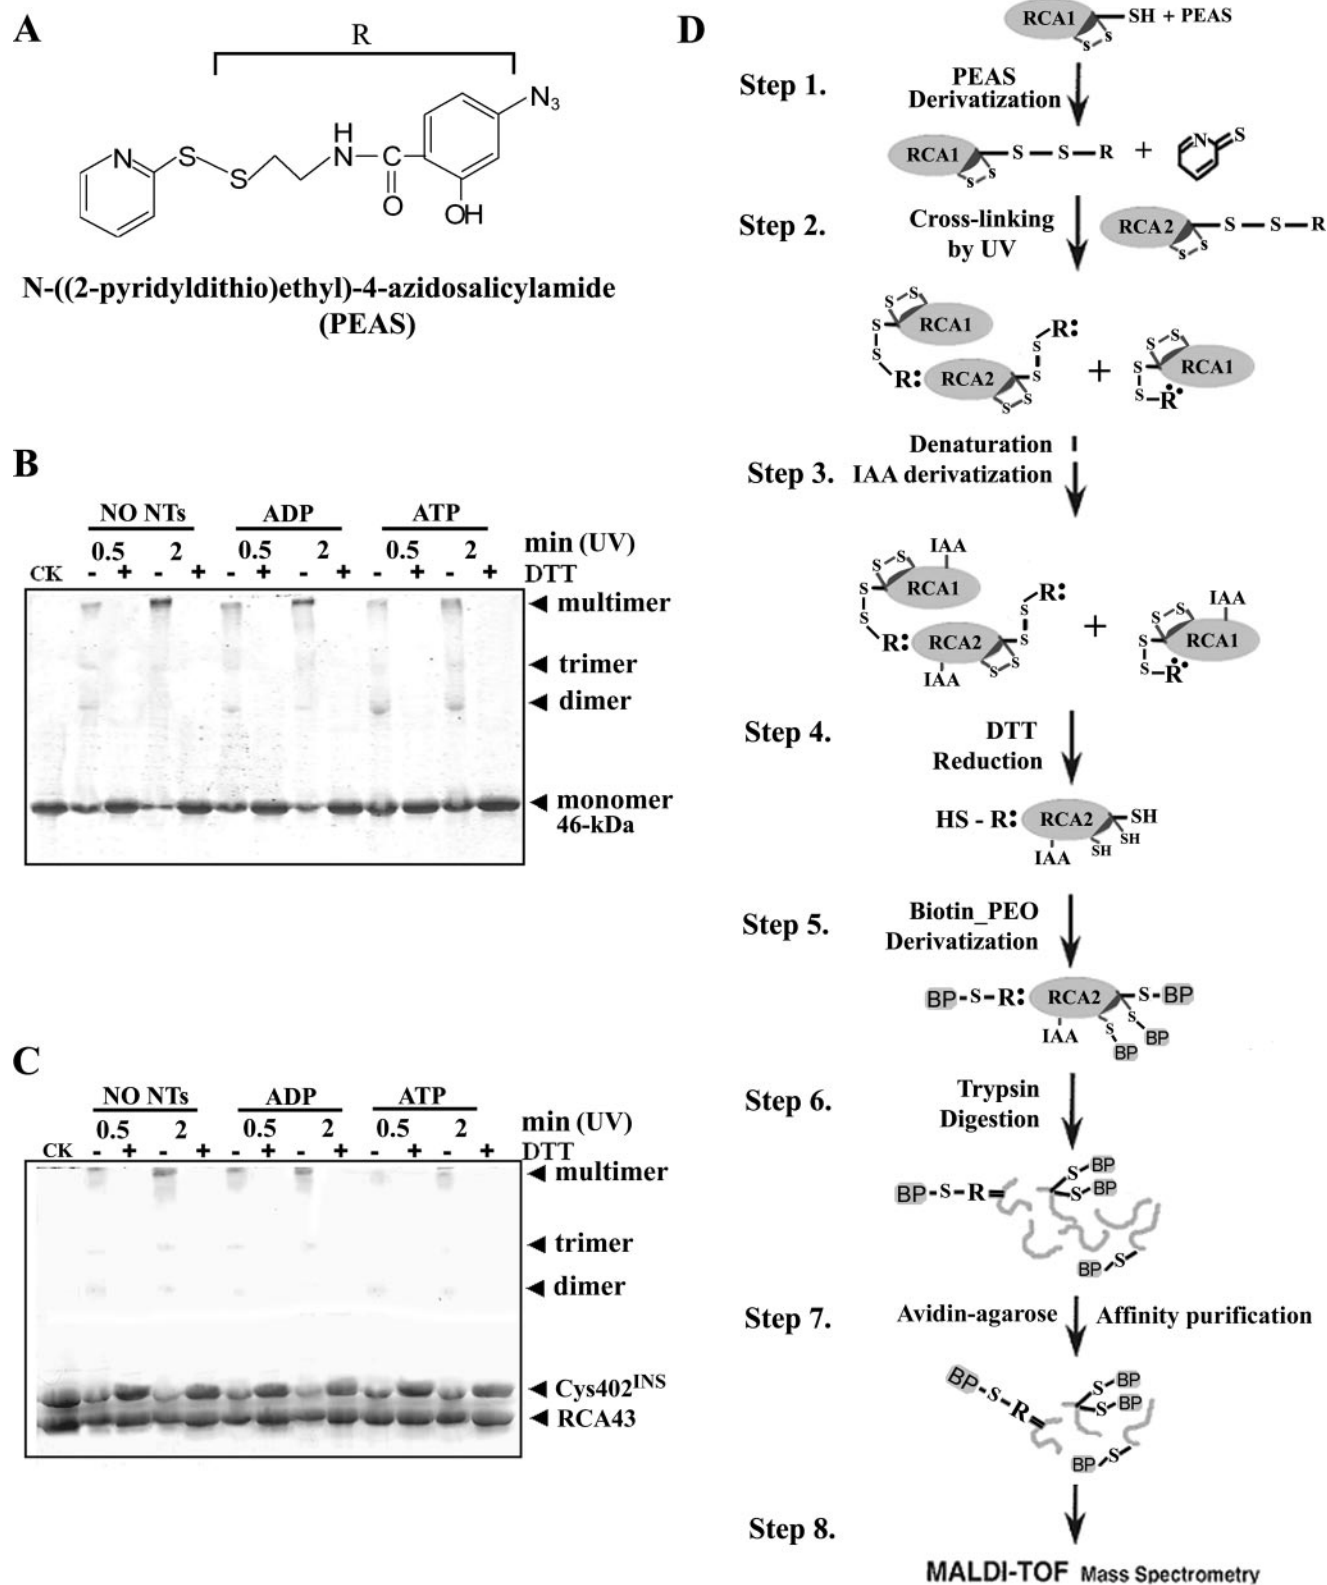 A
R
N
S
S
H
N
C
O
OH
N3
N-((2-pyridyldithio)ethyl)-4-azidosalicylamide
(PEAS)
B
NO NTs ADP ATP
0.5 2 0.5 2 0.5 2 min (UV)
CK - + - + - + - + - + - + DTT
multimer
trimer
dimer
monomer
46-kDa
C
NO NTs ADP ATP
0.5 2 0.5 2 0.5 2 min (UV)
CK - + - + - + - + - + - + DTT
multimer
trimer
dimer
Cys402INS
RCA43
D
RCA1 SH + PEAS
S S
Step 1. PEAS
Derivatization
RCA1 S – S – R + N S
S S
Step 2. Cross-linking
by UV
RCA2 S – S – R
S S
S S
S RCA1
S
R: RCA2 S S R:
S S
+
S S
S RCA1
S R:
Step 3. Denaturation
IAA derivatization
IAA
S S
S RCA1
S
R: RCA2 S S R:
IAA S S
+
IAA
S S
S RCA1
S R:
Step 4. DTT
Reduction
HS - R: RCA2 SH
IAA SH SH
Step 5. Biotin_PEO
Derivatization
BP-S-R: RCA2 S-BP
IAA S S
BP BP
Step 6. Trypsin
Digestion
BP-S-R= S-BP
S-BP
BP-S
Step 7. Avidin-agarose Affinity purification
BP-S-R= S-BP
S-BP
BP-S
Step 8.
MALDI-TOF Mass Spectrometry